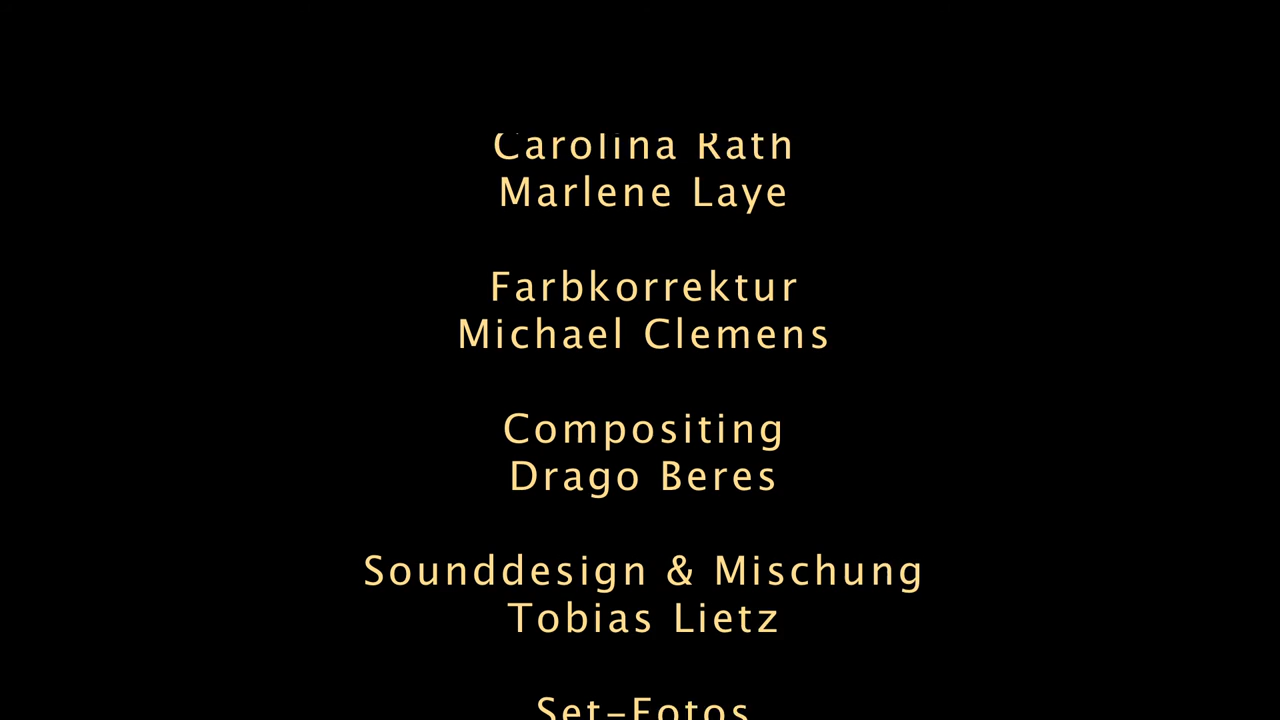 Carolina Rath
Marlene Laye
Farbkorrektur
Michael Clemens
Compositing
Drago Beres
Sounddesign & Mischung
Tobias Lietz
Set-Fotos